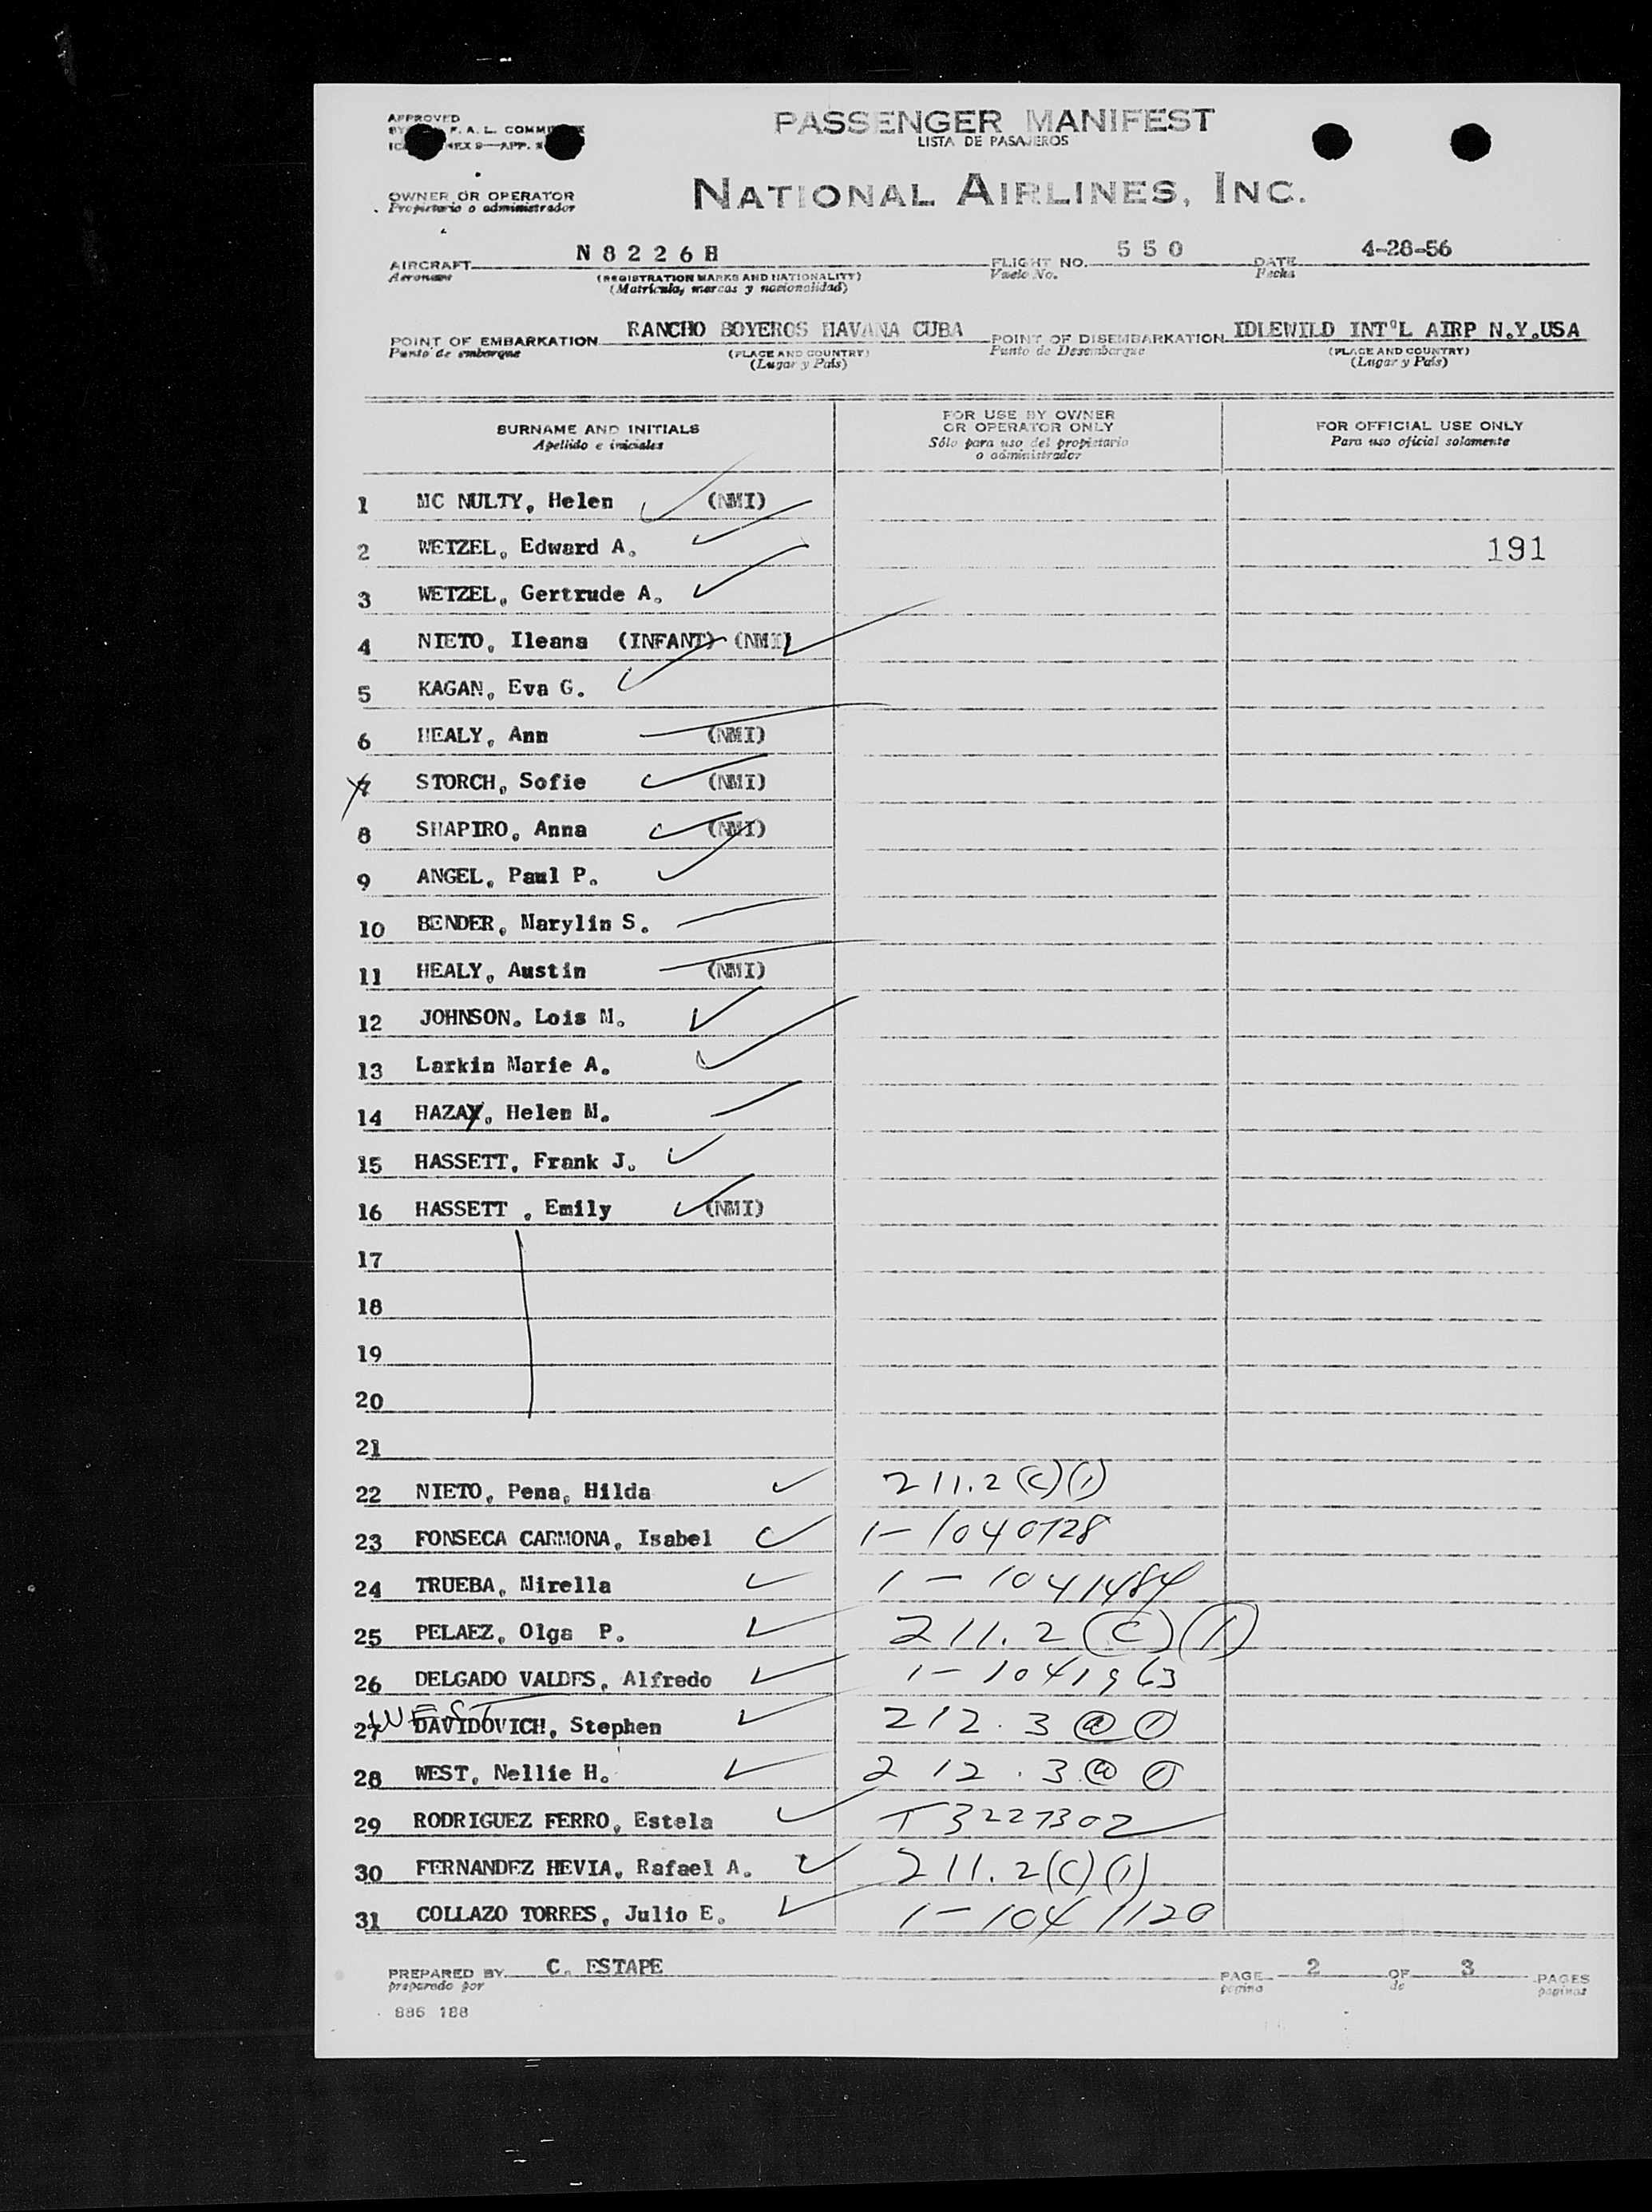 APPROVED
F. A. L.
PASSENGER MANIFEST
LISTA DE PASAJEROS
OWNER OR OPERATOR
Propietario o administrador
NATIONAL AIRLINES, INC.
AIRCRAFT N 8 2 2 6 H FLIGHT NO. 5 5 0 DATE 4-28-56
Aeronave (REGISTRATION MARKS AND NATIONALITY) Vuelo No. Fecha
(Matrícula, marcas y nacionalidad)
POINT OF EMBARKATION RANCHO BOYEROS HAVANA CUBA POINT OF DISEMBARKATION IDLEWILD INT'L AIRP N.Y.USA
Punto de embarque (PLACE AND COUNTRY) Punto de Desembarque (PLACE AND COUNTRY)
(Lugar y País) (Lugar y País)
SURNAME AND INITIALS FOR USE BY OWNER OR OPERATOR ONLY FOR OFFICIAL USE ONLY
Apellido e iniciales Sólo para uso del propietario o administrador Para uso oficial solamente
1 MC NULTY, Helen (NMI)
2 WETZEL, Edward A. 191
3 WETZEL, Gertrude A.
4 NIETO, Ileana (INFANT) (NMI)
5 KAGAN, Eva G.
6 HEALY, Ann (NMI)
7 STORCH, Sofie (NMI)
8 SHAPIRO, Anna (NMI)
9 ANGEL, Paul P.
10 BENDER, Marylin S.
11 HEALY, Austin (NMI)
12 JOHNSON. Lois M.
13 Larkin Marie A.
14 HAZAY, Helen M.
15 HASSETT, Frank J.
16 HASSETT , Emily (NMI)
17
18
19
20
21
22 NIETO, Pena, Hilda 211.2 (c)(1)
23 FONSECA CARMONA, Isabel 1-1040728
24 TRUEBA, Mirella 1-1041484
25 PELAEZ, Olga P. 211.2 (C)(1)
26 DELGADO VALDES, Alfredo 1-1041963
WEST
27 DAVIDOVICH, Stephen 212.3 (a) (1)
28 WEST, Nellie H. 212.3 (a) (1)
29 RODRIGUEZ FERRO, Estela T3227302
30 FERNANDEZ HEVIA, Rafael A. 211.2(C)(1)
31 COLLAZO TORRES, Julio E. 1-1041120
PREPARED BY C. ESTAPE PAGE 2 OF 3 PAGES
preparado por página de páginas
886 188